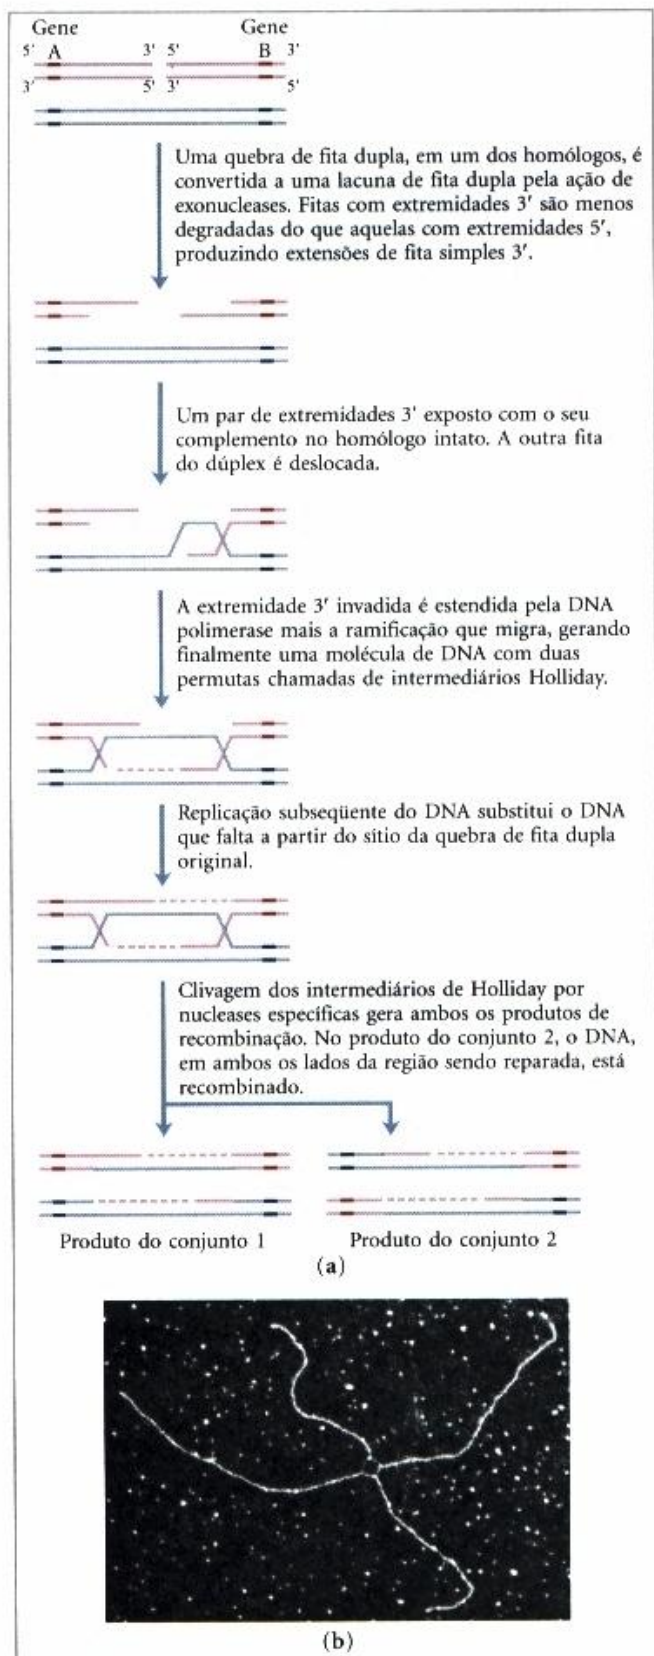 Gene Gene
5' A 3' 5' B 3'
3' 5' 3' 5'
Uma quebra de fita dupla, em um dos homólogos, é
convertida a uma lacuna de fita dupla pela ação de
exonucleases. Fitas com extremidades 3' são menos
degradadas do que aquelas com extremidades 5',
produzindo extensões de fita simples 3'.
Um par de extremidades 3' exposto com o seu
complemento no homólogo intato. A outra fita
do dúplex é deslocada.
A extremidade 3' invadida é estendida pela DNA
polimerase mais a ramificação que migra, gerando
finalmente uma molécula de DNA com duas
permutas chamadas de intermediários Holliday.
Replicação subseqüente do DNA substitui o DNA
que falta a partir do sítio da quebra de fita dupla
original.
Clivagem dos intermediários de Holliday por
nucleases específicas gera ambos os produtos de
recombinação. No produto do conjunto 2, o DNA,
em ambos os lados da região sendo reparada, está
recombinado.
Produto do conjunto 1 Produto do conjunto 2
(a)
(b)